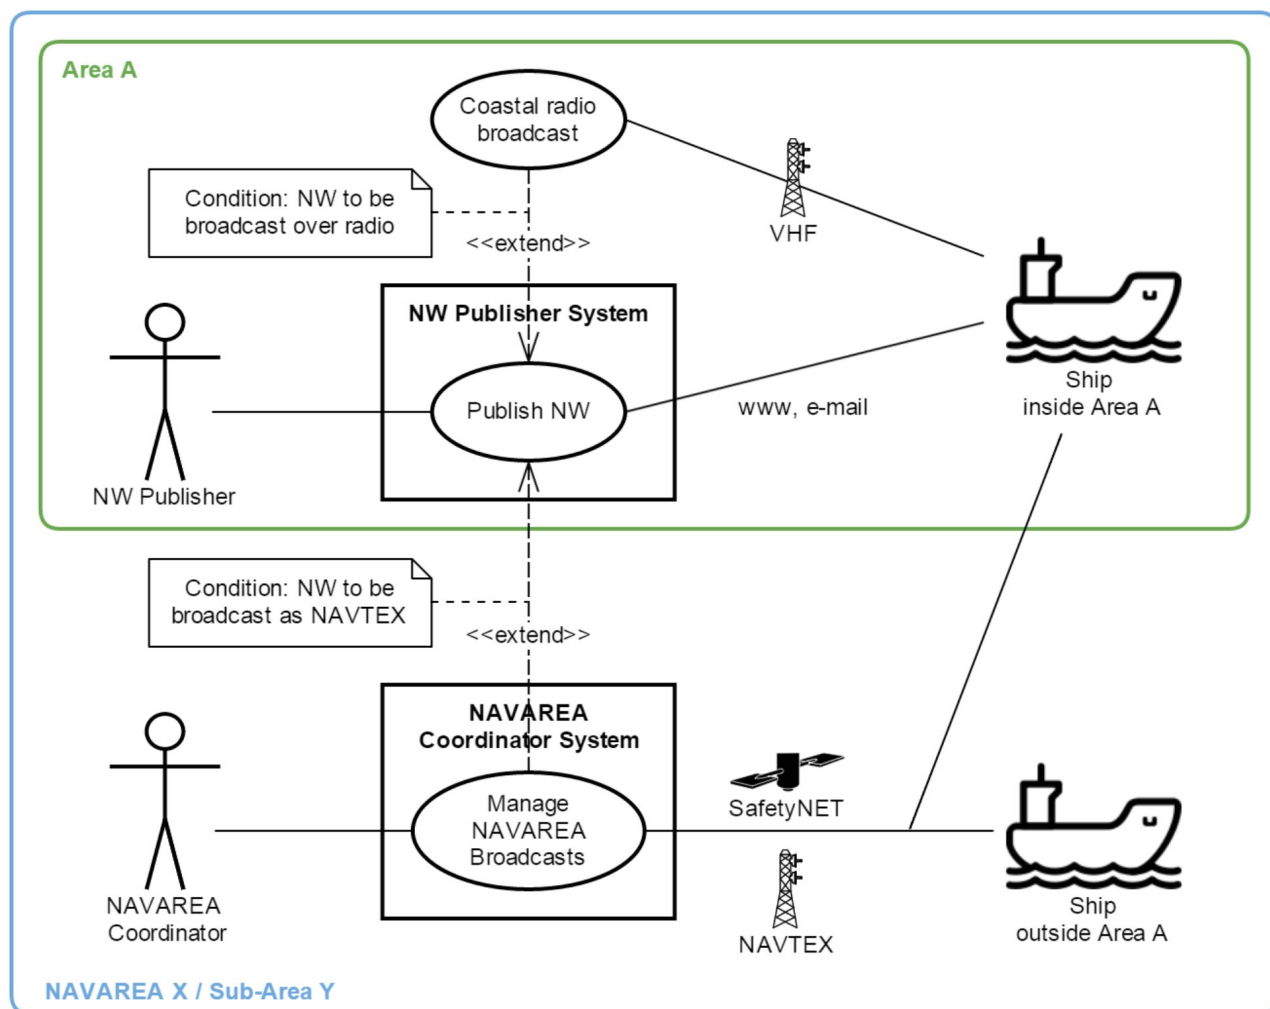 Area A
Coastal radio
broadcast
Condition: NW to be
broadcast over radio
<<extend>>
VHF
NW Publisher System
Publish NW
www, e-mail
Ship
inside Area A
NW Publisher
Condition: NW to be
broadcast as NAVTEX
<<extend>>
NAVAREA
Coordinator System
Manage
NAVAREA
Broadcasts
SafetyNET
NAVTEX
NAVAREA
Coordinator
Ship
outside Area A
NAVAREA X / Sub-Area Y